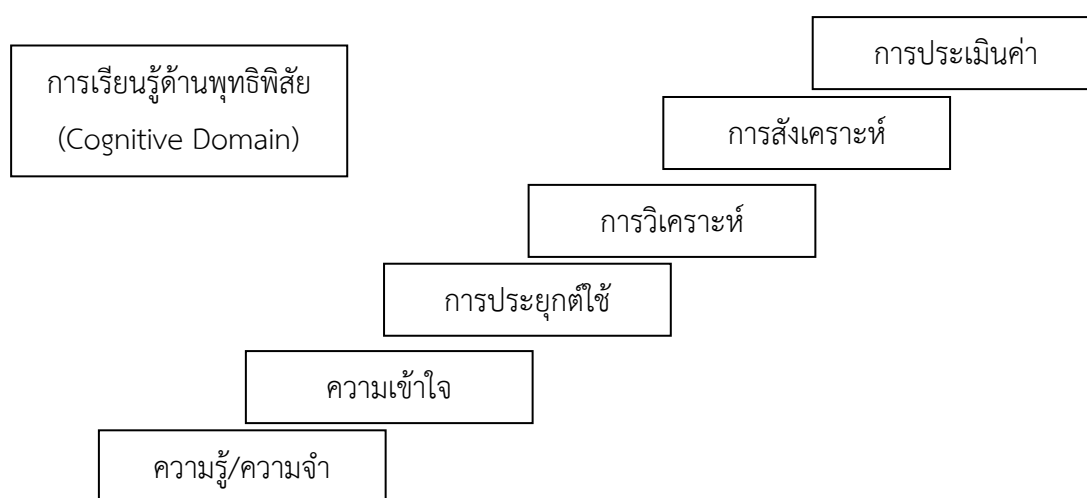 การประเมินค่า
การเรียนรู้ด้านพุทธิพิสัย
(Cognitive Domain)
การสังเคราะห์
การวิเคราะห์
การประยุกต์ใช้
ความเข้าใจ
ความรู้/ความจำ